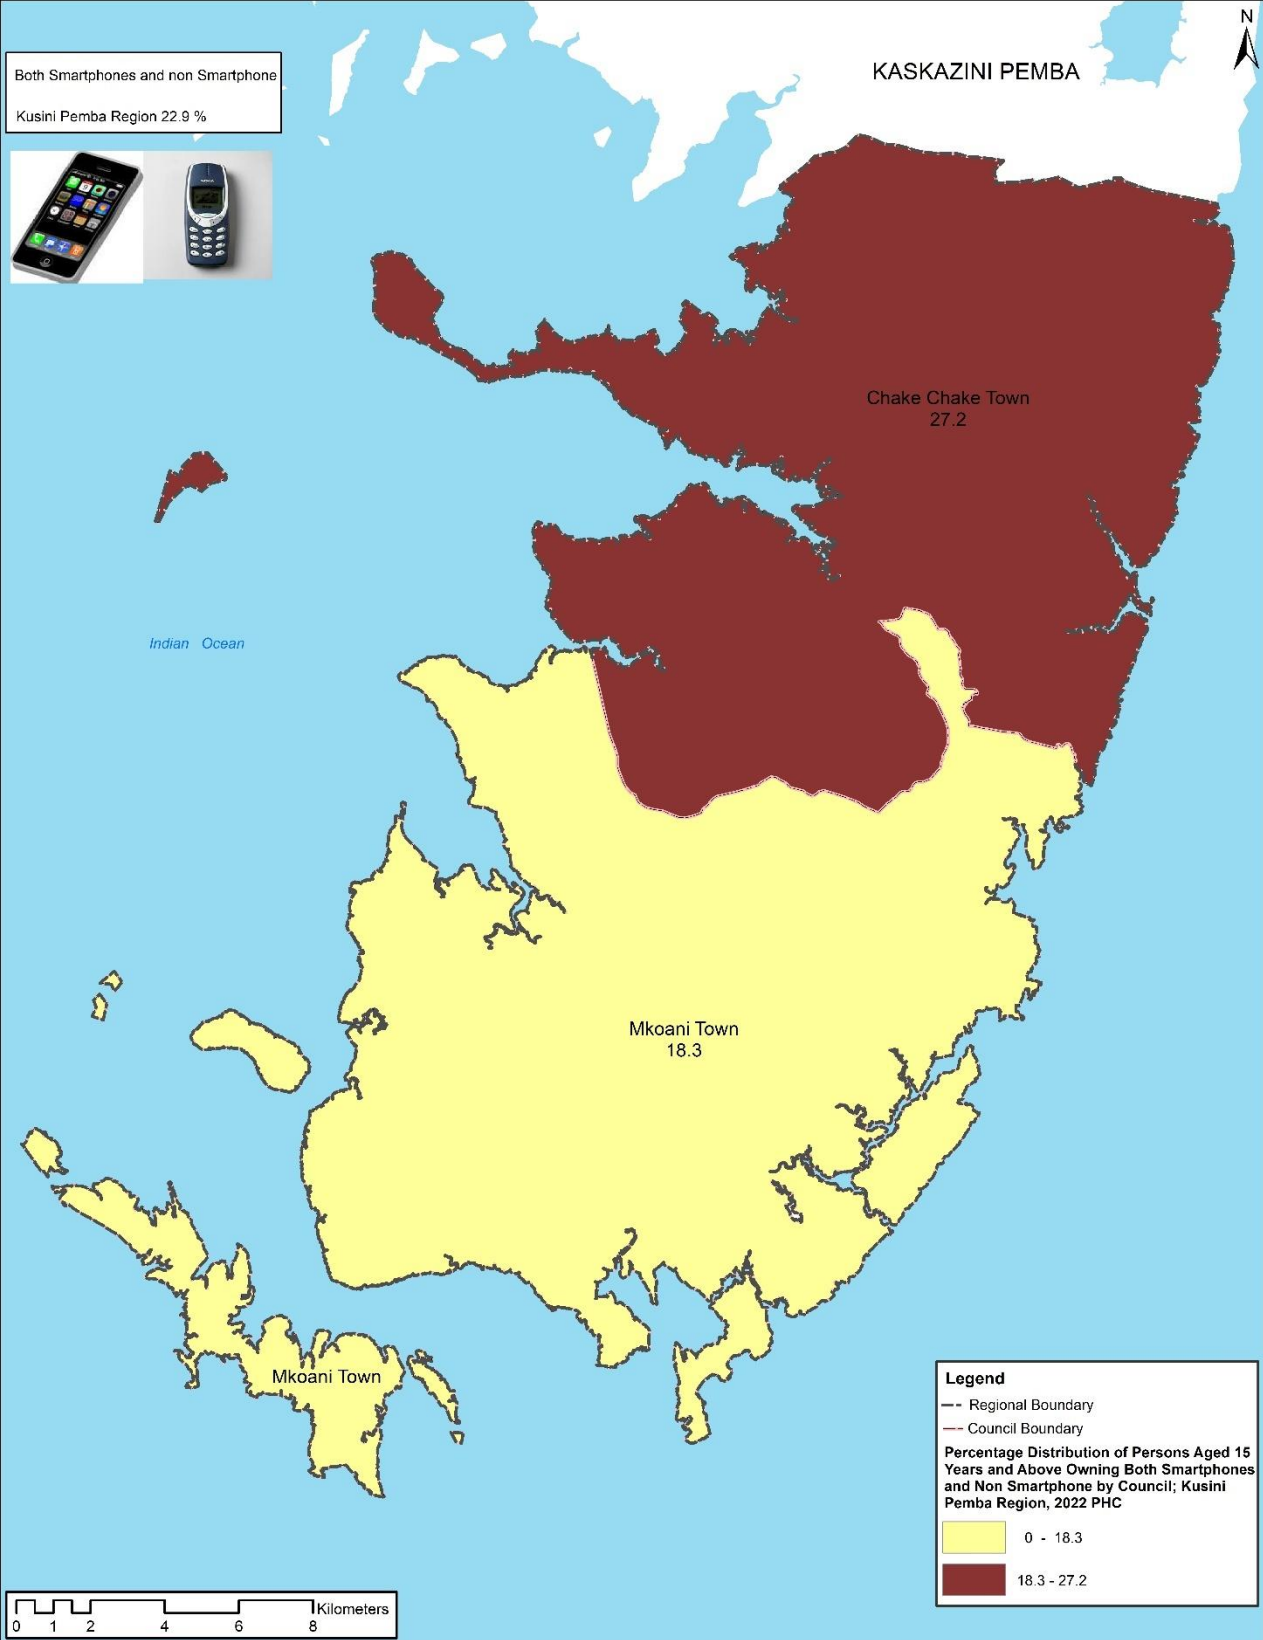 N
KASKAZINI PEMBA
Both Smartphones and non Smartphone
Kusini Pemba Region 22.9 %
Chake Chake Town
27.2
Indian Ocean
Mkoani Town
18.3
Mkoani Town
Legend
Regional Boundary
Council Boundary
Percentage Distribution of Persons Aged 15
Years and Above Owning Both Smartphones
and Non Smartphone by Council; Kusini
Pemba Region, 2022 PHC
0 - 18.3
18.3 - 27.2
Kilometers
0 1 2 4 6 8